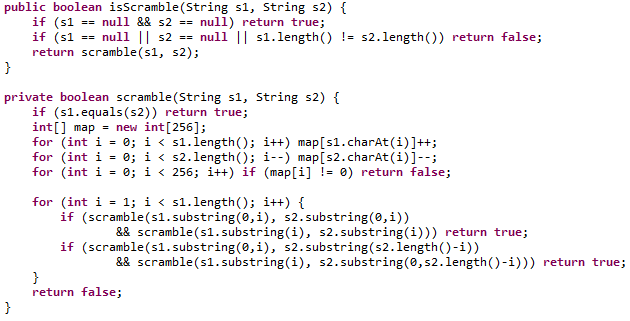 public boolean isScramble(String s1, String s2) {
    if (s1 == null && s2 == null) return true;
    if (s1 == null || s2 == null || s1.length() != s2.length()) return false;
    return scramble(s1, s2);
}

private boolean scramble(String s1, String s2) {
    if (s1.equals(s2)) return true;
    int[] map = new int[256];
    for (int i = 0; i < s1.length(); i++) map[s1.charAt(i)]++;
    for (int i = 0; i < s2.length(); i--) map[s2.charAt(i)]--;
    for (int i = 0; i < 256; i++) if (map[i] != 0) return false;

    for (int i = 1; i < s1.length(); i++) {
        if (scramble(s1.substring(0,i), s2.substring(0,i))
                && scramble(s1.substring(i), s2.substring(i))) return true;
        if (scramble(s1.substring(0,i), s2.substring(s2.length()-i))
                && scramble(s1.substring(i), s2.substring(0,s2.length()-i))) return true;
    }
    return false;
}